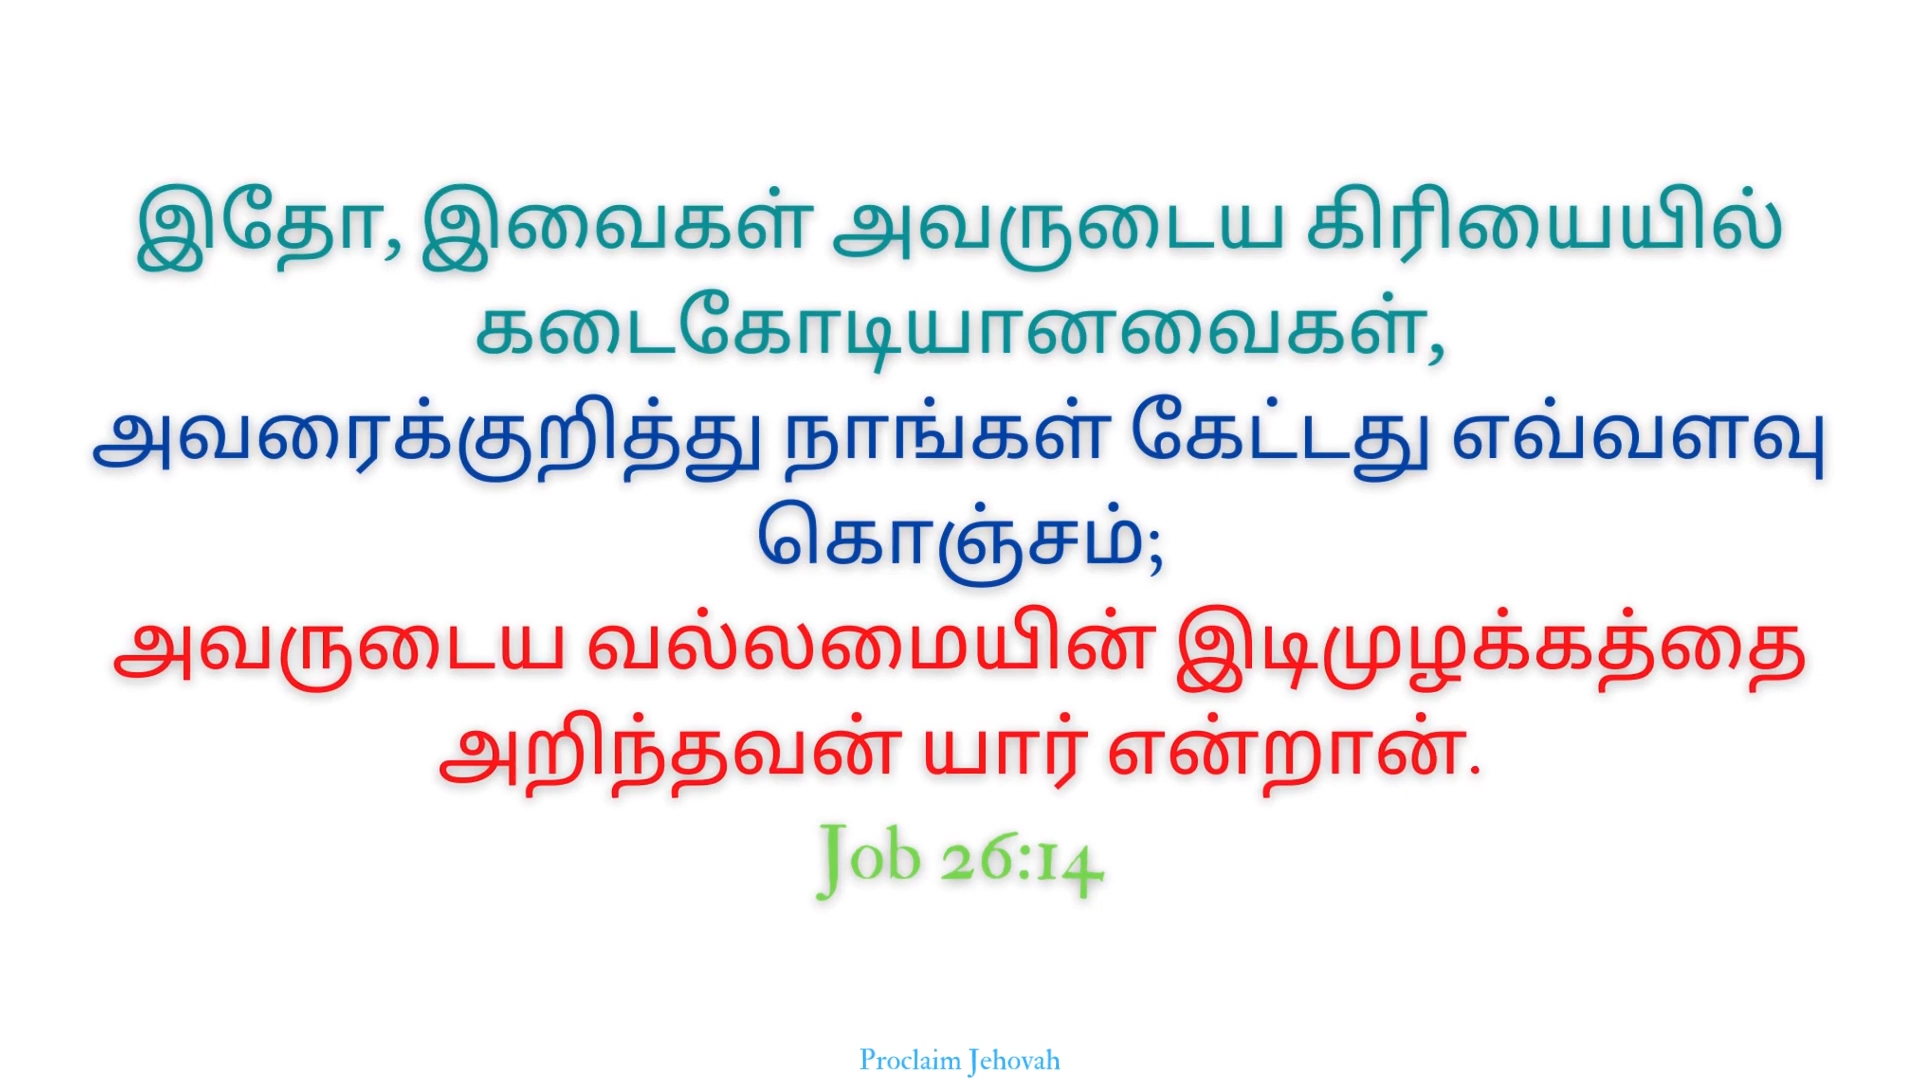 இதோ, இவைகள் அவருடைய கிரியையில்
கடைகோடியானவைகள்,
அவரைக்குறித்து நாங்கள் கேட்டது எவ்வளவு
கொஞ்சம்;
அவருடைய வல்லமையின் இடிமுழக்கத்தை
அறிந்தவன் யார் என்றான்.
Job 26:14
Proclaim Jehovah